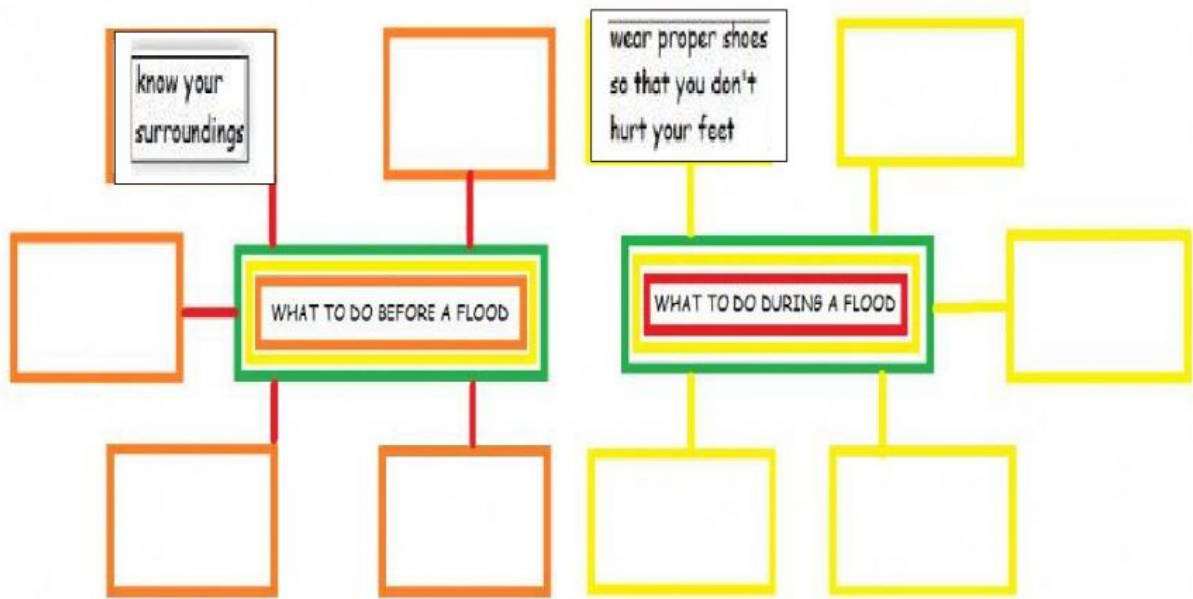 know your
surroundings
wear proper shoes
so that you don't
hurt your feet
WHAT TO DO BEFORE A FLOOD
WHAT TO DO DURING A FLOOD